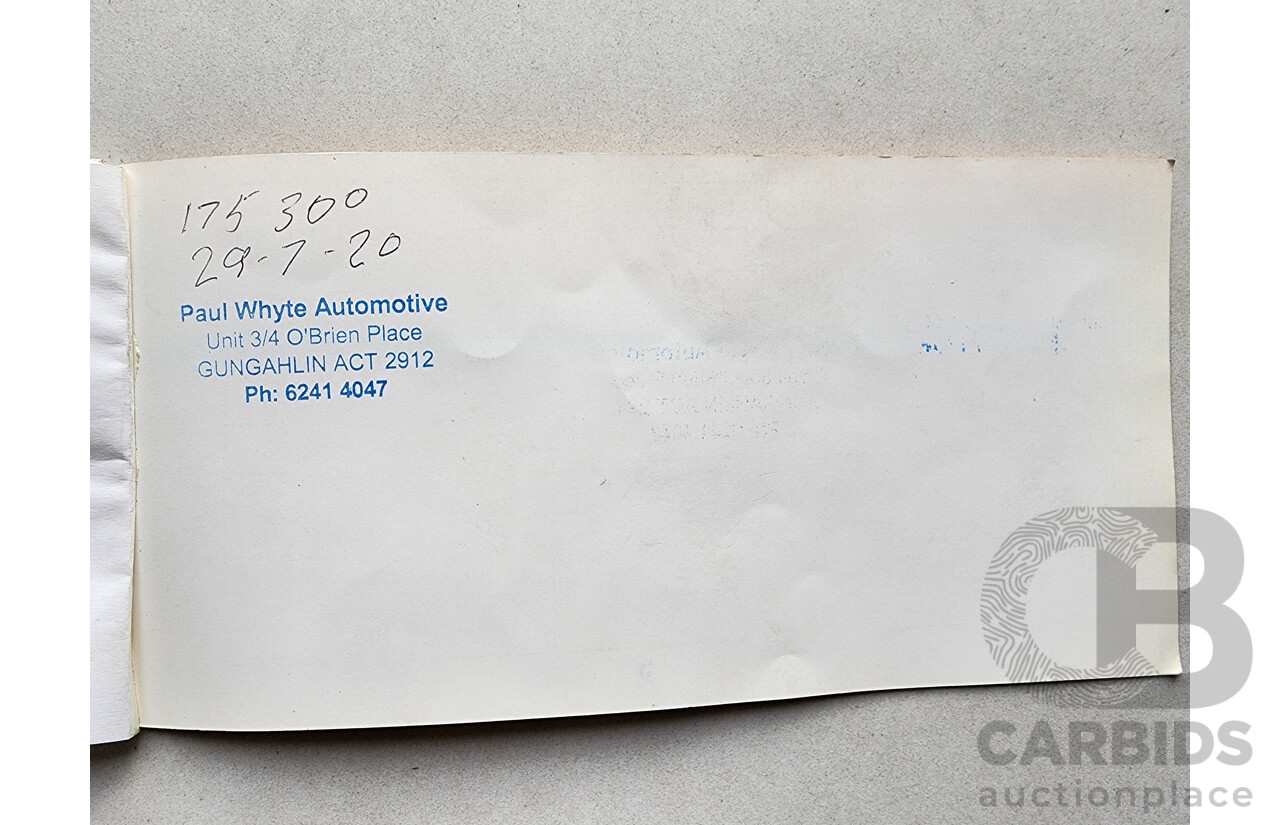 175 300
29-7-20
Paul Whyte Automotive
Unit 3/4 O'Brien Place
GUNGAHLIN ACT 2912
Ph: 6241 4047
CB
CARBIDS
auctionplace